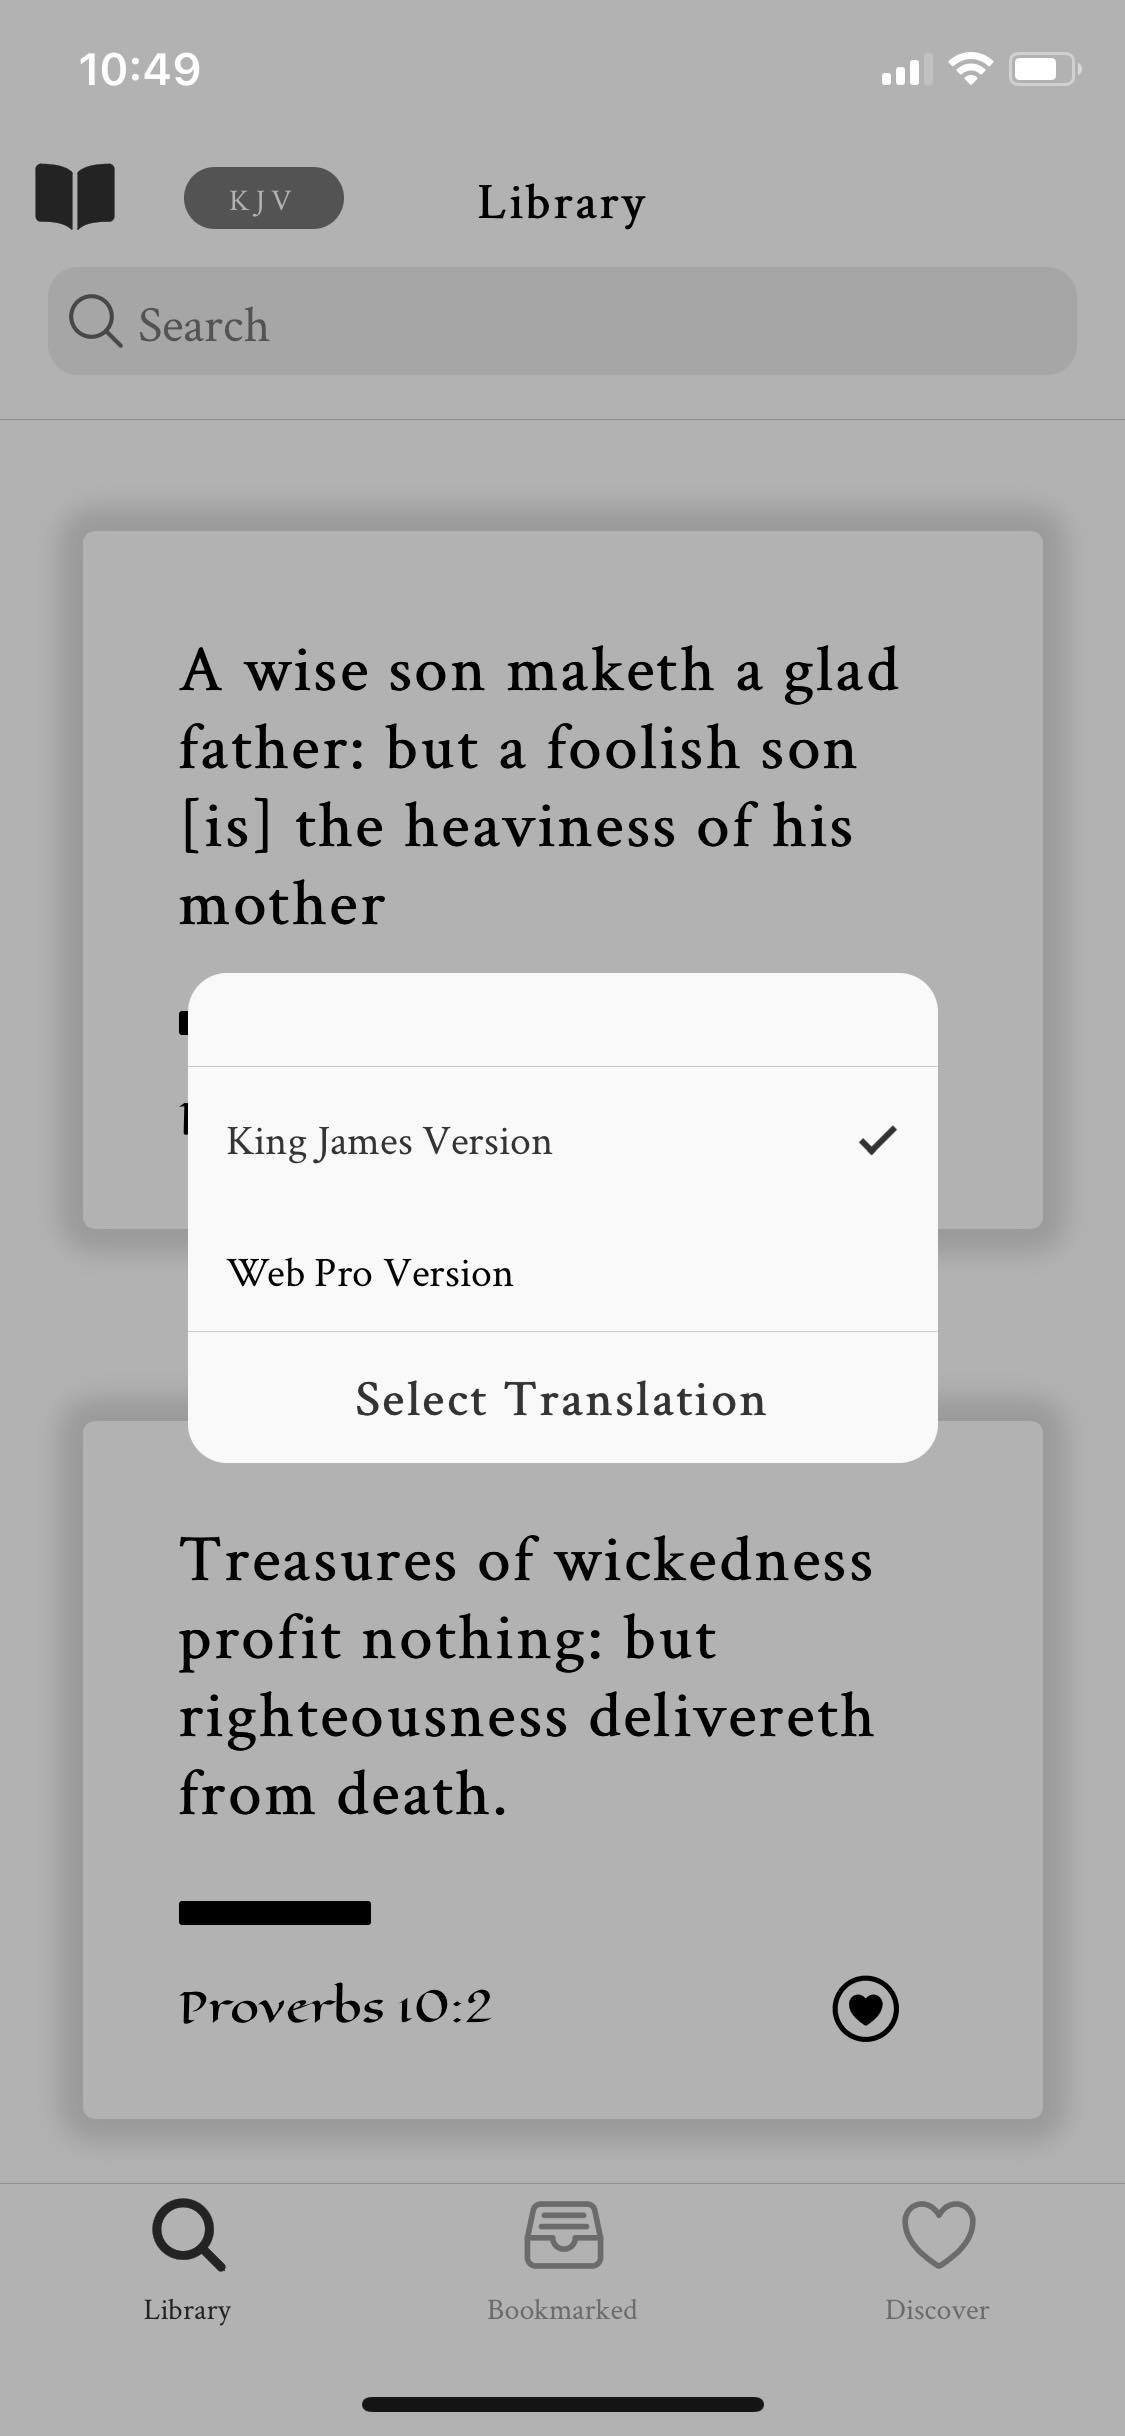 10:49
KJV
Library
Search
A wise son maketh a glad
father: but a foolish son
[is] the heaviness of his
mother
King James Version
Web Pro Version
Select Translation
Treasures of wickedness
profit nothing: but
righteousness delivereth
from death.
Proverbs 10:2
Library
Bookmarked
Discover